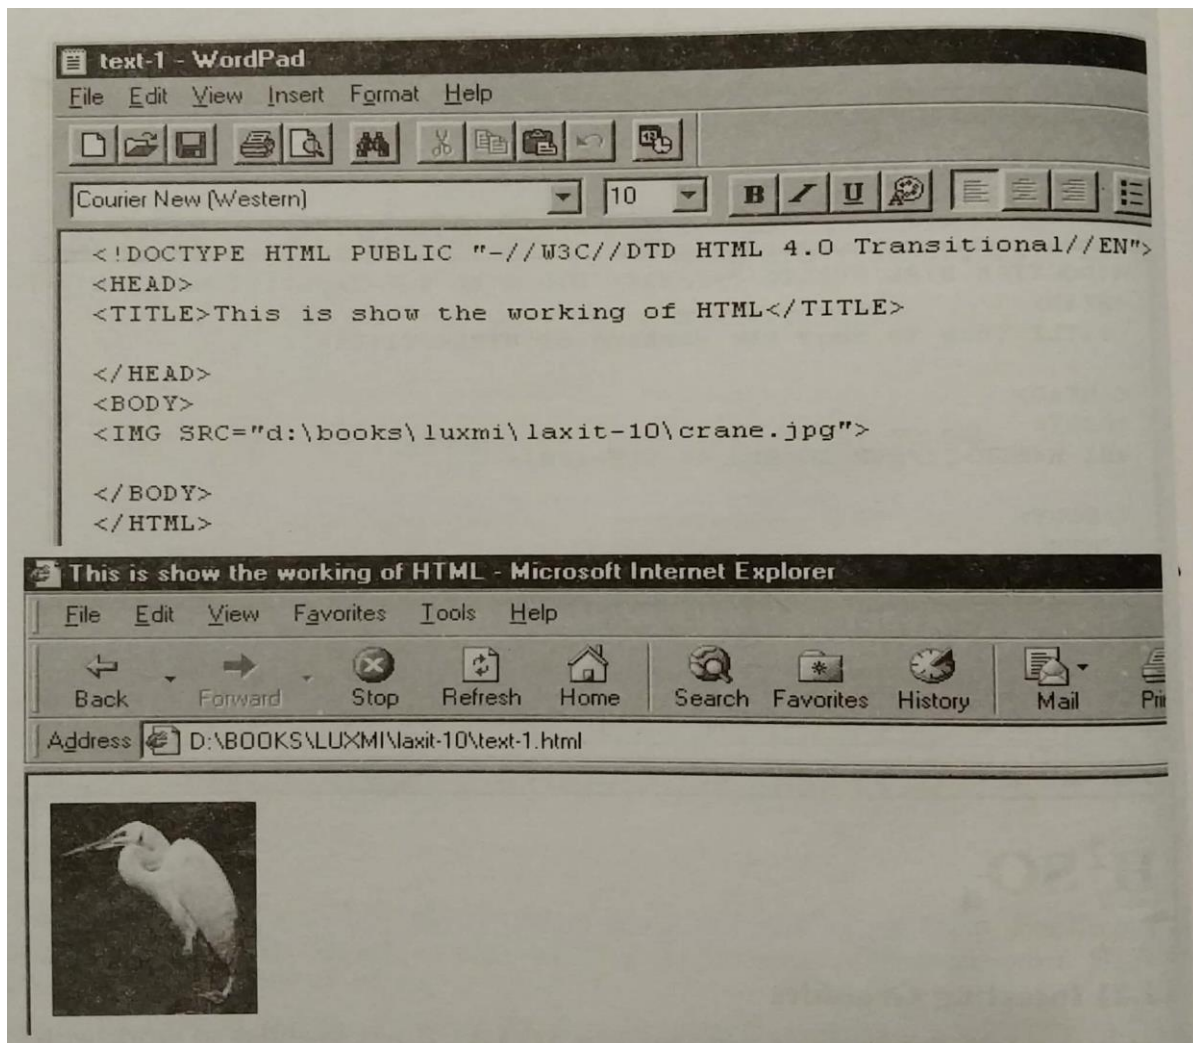 text-1 - WordPad
File Edit View Insert Format Help
Courier New (Western) 10 B I U
<!DOCTYPE HTML PUBLIC "-//W3C//DTD HTML 4.0 Transitional//EN">
<HEAD>
<TITLE>This is show the working of HTML</TITLE>
</HEAD>
<BODY>
<IMG SRC="d:\books\luxmi\laxit-10\crane.jpg">
</BODY>
</HTML>
This is show the working of HTML - Microsoft Internet Explorer
File Edit View Favorites Tools Help
Back Forward Stop Refresh Home Search Favorites History Mail
Address D:\BOOKS\LUXMI\laxit-10\text-1.html